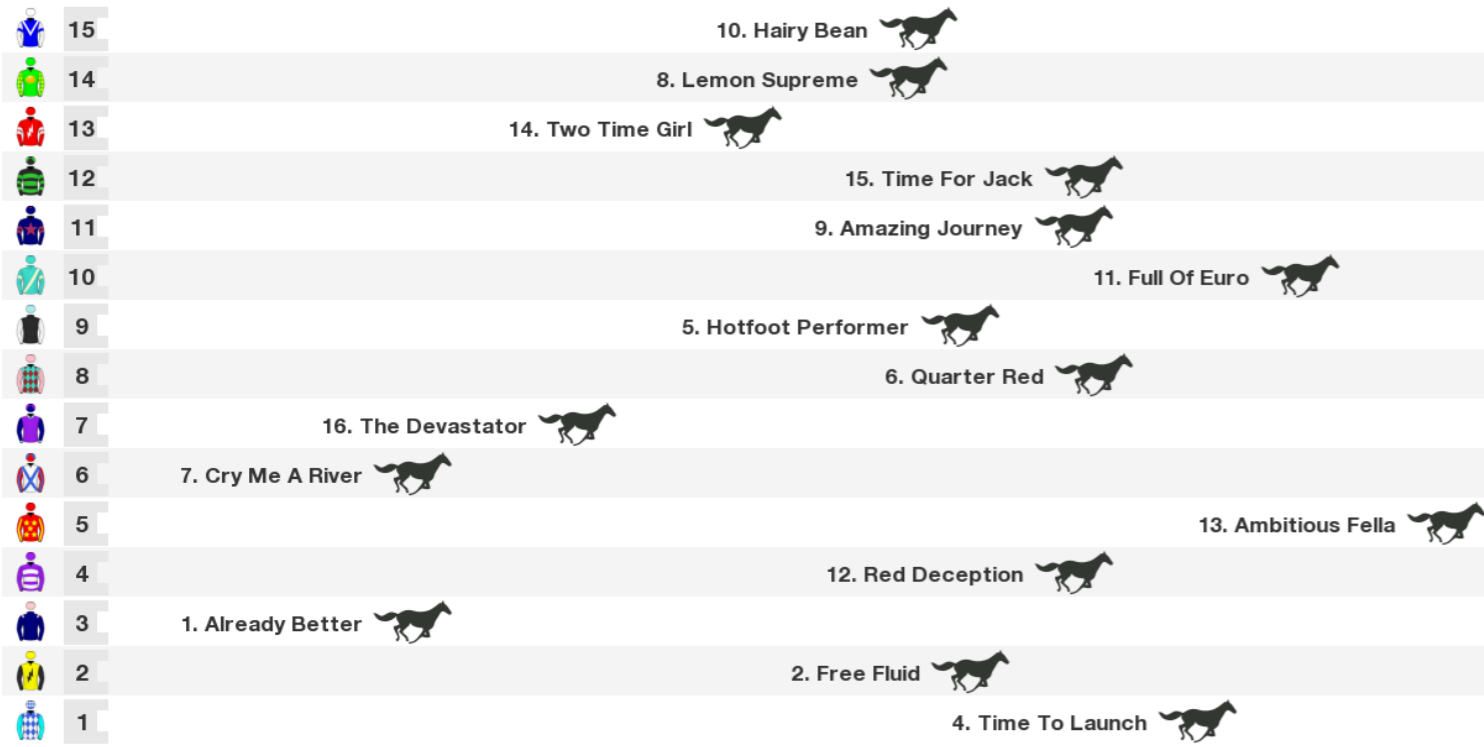 15 10. Hairy Bean
14 8. Lemon Supreme
13 14. Two Time Girl
12 15. Time For Jack
11 9. Amazing Journey
10 11. Full Of Euro
9 5. Hotfoot Performer
8 6. Quarter Red
7 16. The Devastator
6 7. Cry Me A River
5 13. Ambitious Fella
4 12. Red Deception
3 1. Already Better
2 2. Free Fluid
1 4. Time To Launch